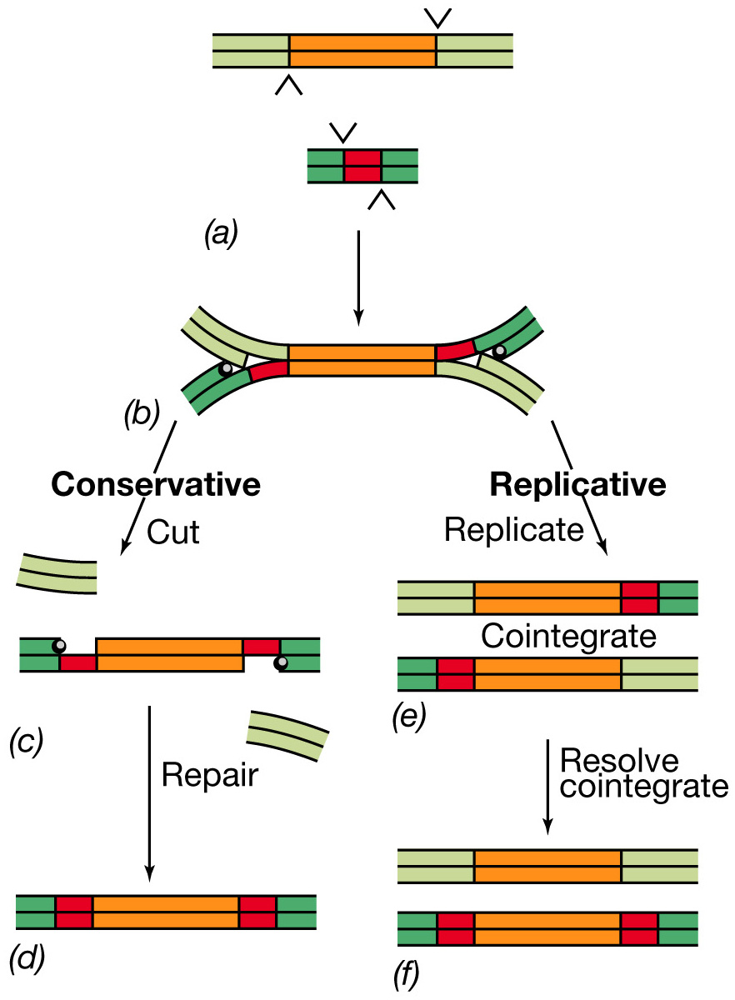 (a)
(b)
Conservative
Replicative
Cut
Replicate
Cointegrate
(c)
(e)
Repair
Resolve
cointegrate
(d)
(f)